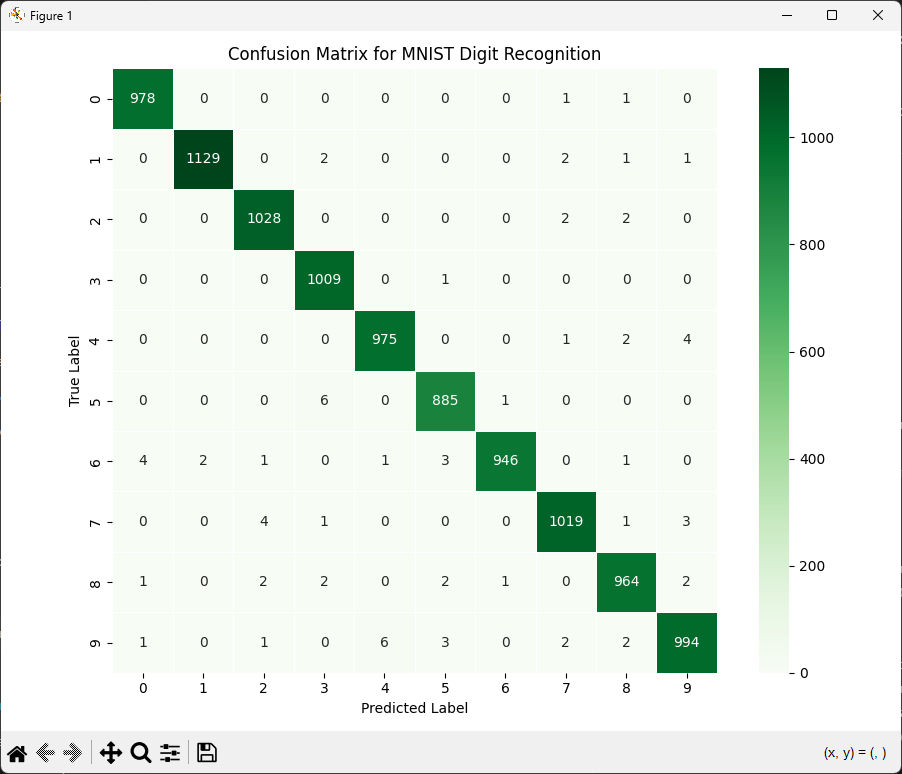 Figure 1
Confusion Matrix for MNIST Digit Recognition
True Label
0 978 0 0 0 0 0 0 1 1 0
1 0 1129 0 2 0 0 0 2 1 1
2 0 0 1028 0 0 0 0 2 2 0
3 0 0 0 1009 0 1 0 0 0 0
4 0 0 0 0 975 0 0 1 2 4
5 0 0 0 6 0 885 1 0 0 0
6 4 2 1 0 1 3 946 0 1 0
7 0 0 4 1 0 0 0 1019 1 3
8 1 0 2 2 0 2 1 0 964 2
9 1 0 1 0 6 3 0 2 2 994
0 1 2 3 4 5 6 7 8 9
Predicted Label
1000
800
600
400
200
0
(x, y) = (, )